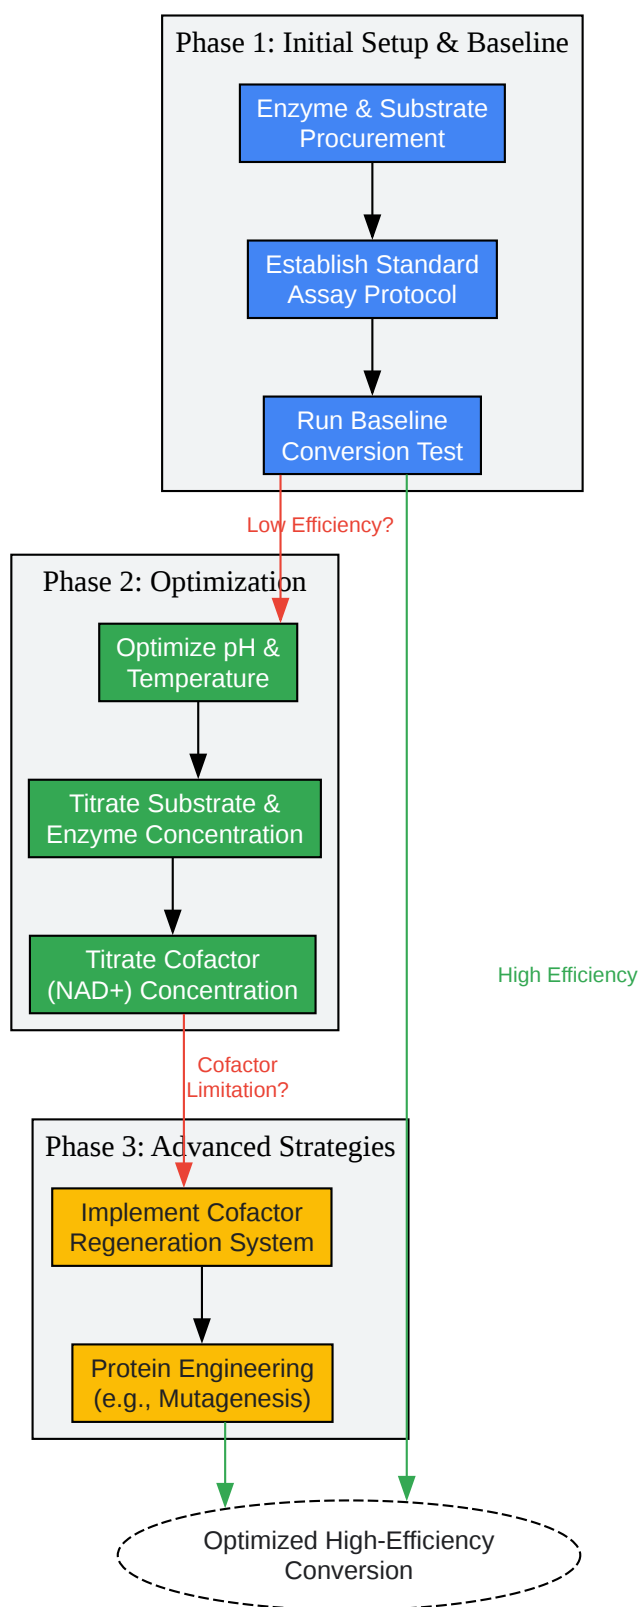 Phase 1: Initial Setup & Baseline
Enzyme & Substrate
Procurement
Establish Standard
Assay Protocol
Run Baseline
Conversion Test
Low Efficiency?
Phase 2: Optimization
Optimize pH &
Temperature
Titrate Substrate &
Enzyme Concentration
Titrate Cofactor
(NAD+) Concentration
High Efficiency
Cofactor
Limitation?
Phase 3: Advanced Strategies
Implement Cofactor
Regeneration System
Protein Engineering
(e.g., Mutagenesis)
Optimized High-Efficiency
Conversion